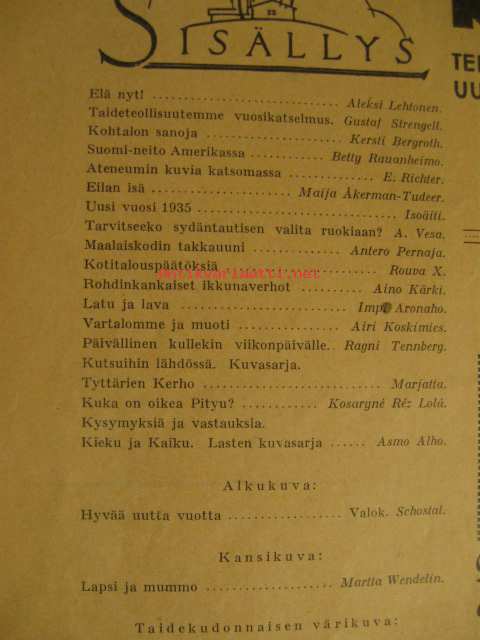 SISÄLLYS
Elä nyt! ........ Aleksi Lehtonen.
Taideteollisuutemme vuosikatselmus. Gustaf Strengell.
Kohtalon sanoja ........ Kersti Bergroth.
Suomi-neito Amerikassa ........ Betty Rauanheimo.
Ateneumin kuvia katsomassa ........ E. Richter.
Eilan isä ........ Maija Åkerman-Tudeer.
Uusi vuosi 1935 ........ Isoäiti.
Tarvitseeko sydäntautisen valita ruokiaan? A. Vesa.
Maalaiskodin takkauuni ........ Antero Pernaja.
Kotitalouspäätöksiä ........ Rouva X.
antikvariaatti.net
Rohdinkankaiset ikkunaverhot ........ Aino Kärki.
Latu ja lava ........ Impi Aronaho.
Vartalomme ja muoti ........ Airi Koskimies.
Päivällinen kullekin viikonpäivälle. Ragni Tennberg.
Kutsuihin lähdössä. Kuvasarja.
Tyttärien Kerho ........ Marjatta.
Kuka on oikea Pityu? ........ Kosaryné Réz Lolá.
Kysymyksiä ja vastauksia.
Kieku ja Kaiku. Lasten kuvasarja ...... Asmo Alho.
Alkukuva:
Hyvää uutta vuotta ........ Valok. Schostal.
Kansikuva:
Lapsi ja mummo ........ Martta Wendelin.
Taidekudonnaisen värikuva: